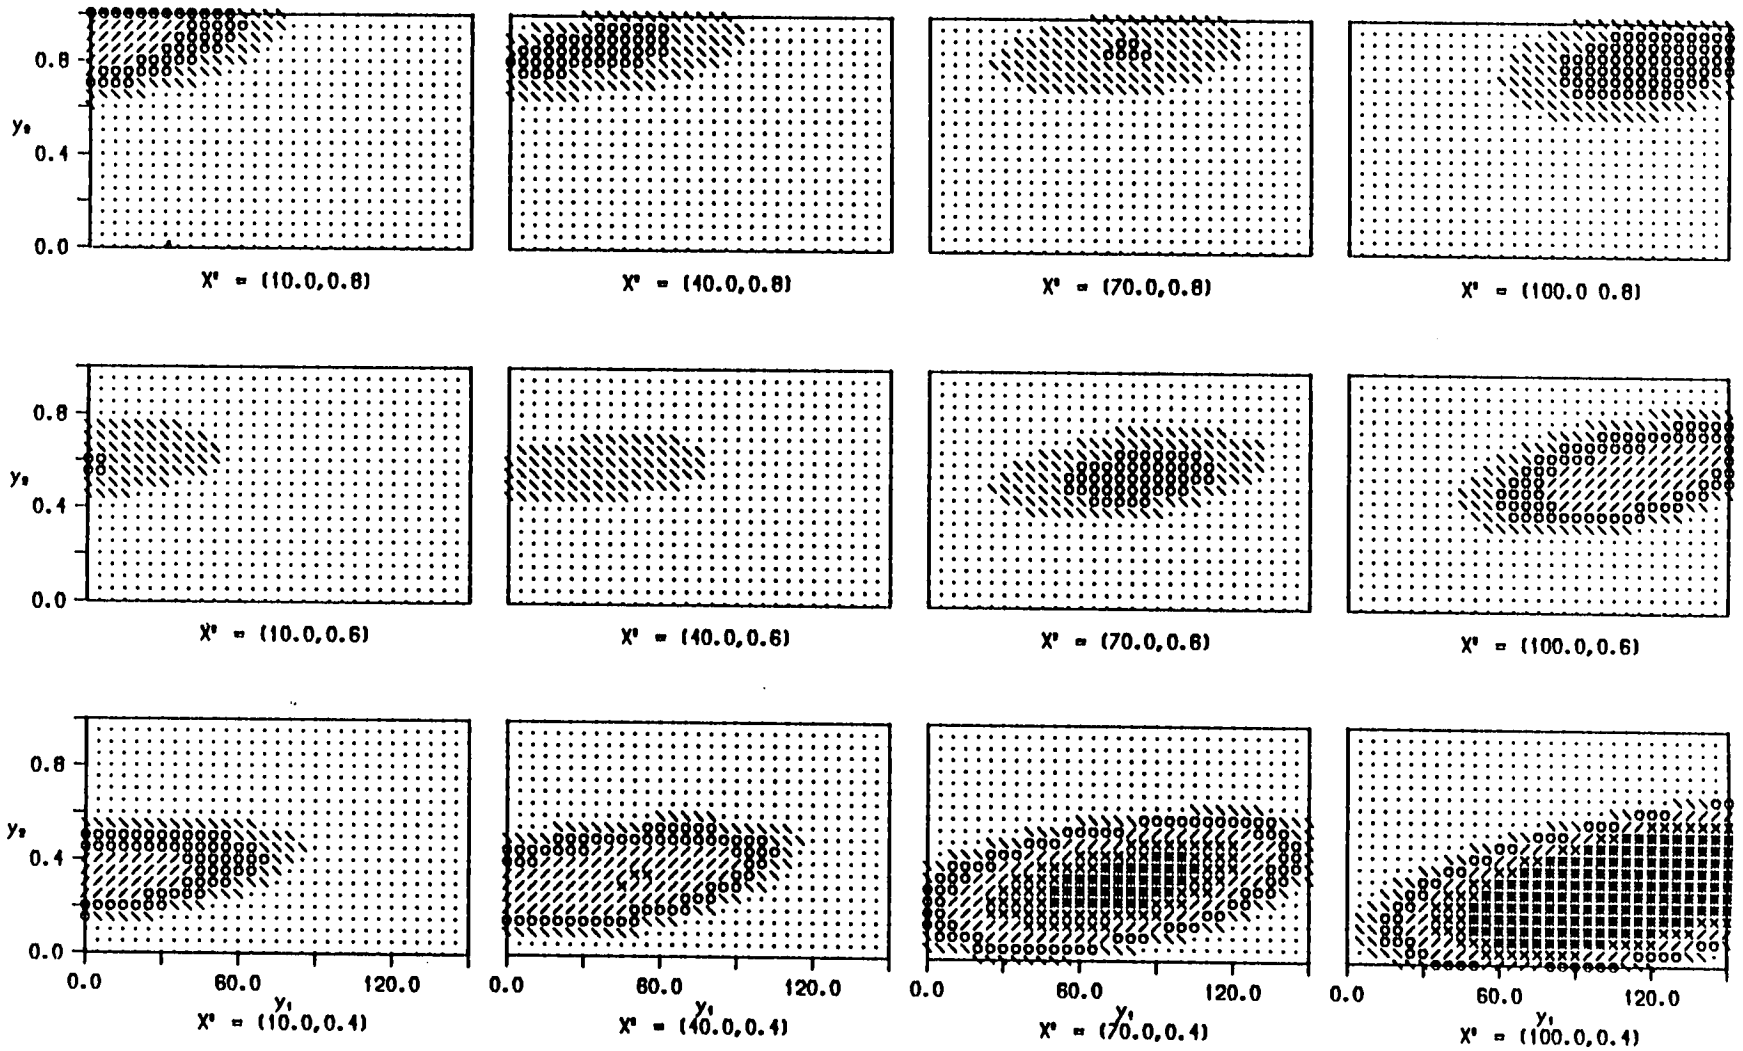 y₂
0.8
0.4
0.0
X° = (10.0,0.8)
X° = (40.0,0.8)
X° = (70.0,0.8)
X° = (100.0 0.8)
y₂
0.8
0.4
0.0
X° = (10.0,0.6)
X° = (40.0,0.6)
X° = (70.0,0.6)
X° = (100.0,0.6)
y₂
0.8
0.4
0.0
0.0 60.0 120.0
y₁
X° = (10.0,0.4)
0.0 60.0 120.0
y₁
X° = (40.0,0.4)
0.0 60.0 120.0
y₁
X° = (70.0,0.4)
0.0 60.0 120.0
y₁
X° = (100.0,0.4)